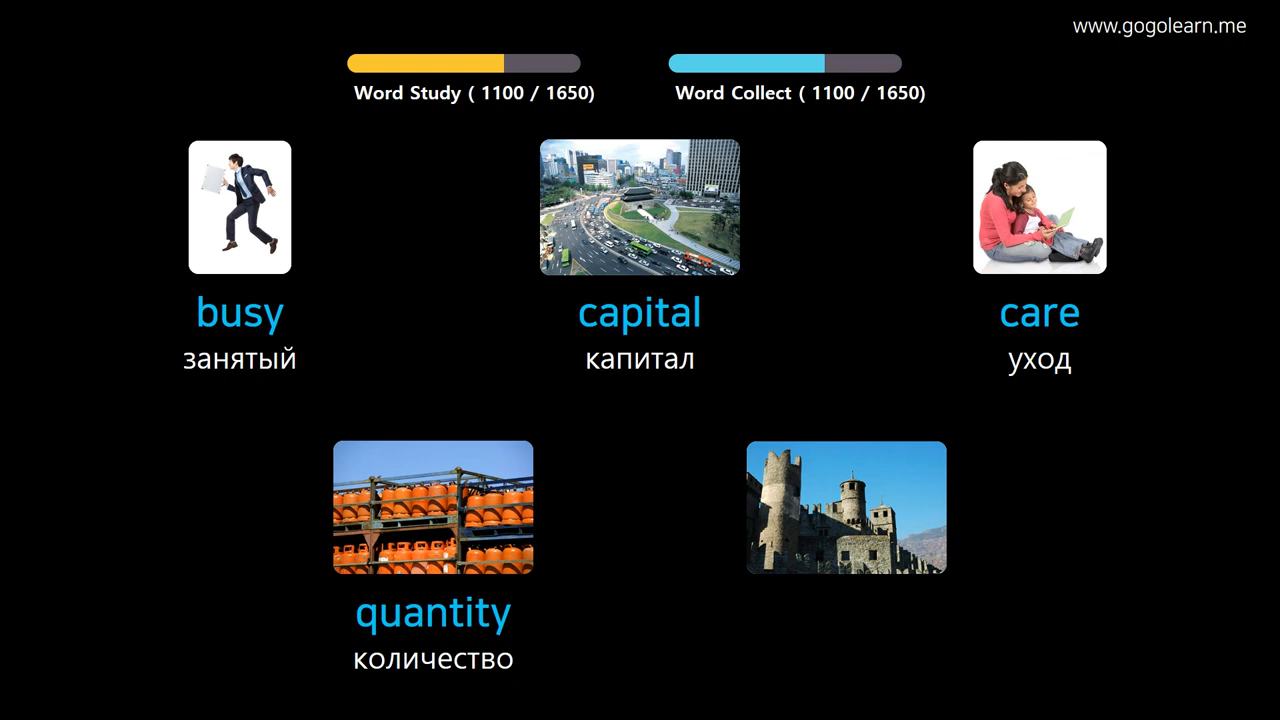 www.gogolearn.me
Word Study ( 1100 / 1650)
Word Collect ( 1100 / 1650)
busy
занятый
capital
капитал
care
уход
quantity
количество